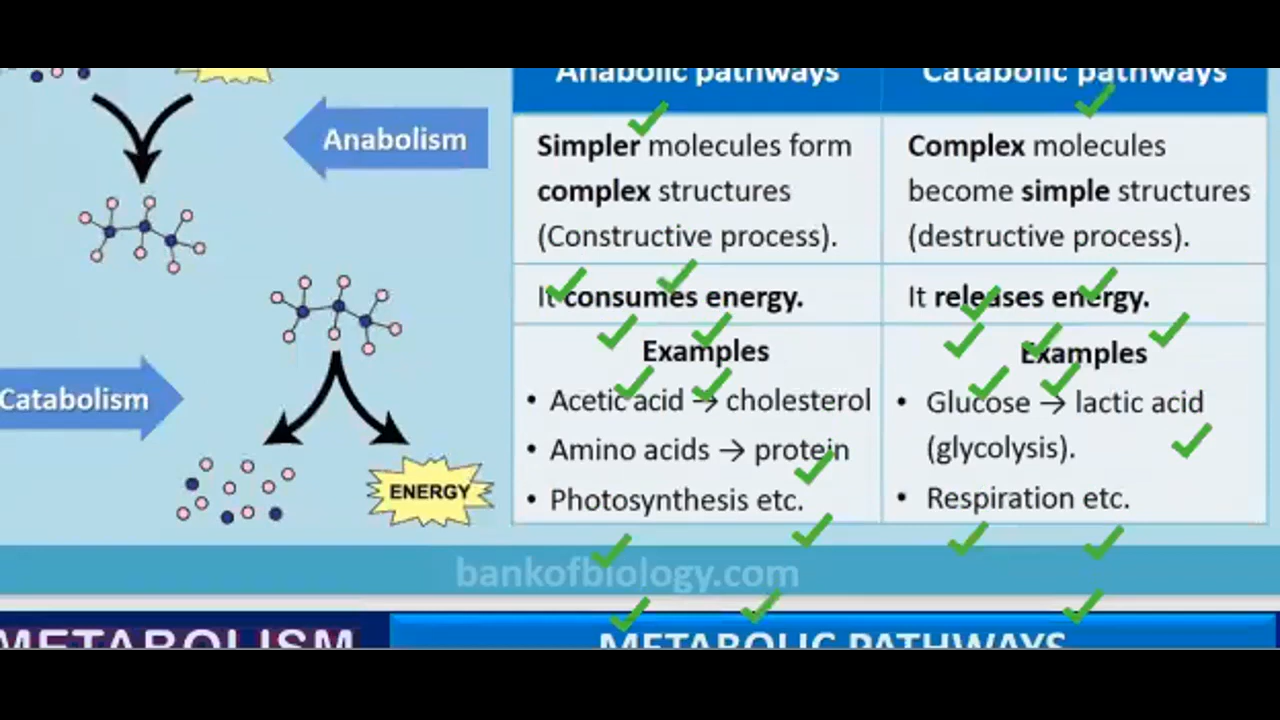 Anabolic pathways
Catabolic pathways
Anabolism
Simpler molecules form
complex structures
(Constructive process).
Complex molecules
become simple structures
(destructive process).
It consumes energy.
It releases energy.
Catabolism
ENERGY
Examples
• Acetic acid → cholesterol
• Amino acids → protein
• Photosynthesis etc.
Examples
• Glucose → lactic acid
(glycolysis).
• Respiration etc.
bankofbiology.com
METABOLISM
METABOLIC PATHWAYS